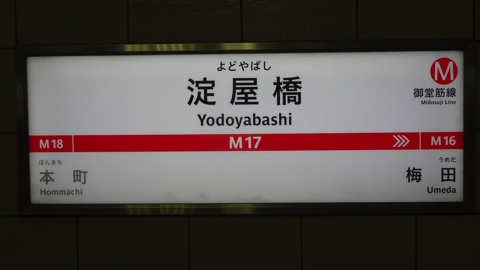 よどやばし
淀屋橋
Yodoyabashi
M
御堂筋線
Midosuji Line
M18 M17 M16
ほんまち
本町
Hommachi
うめだ
梅田
Umeda